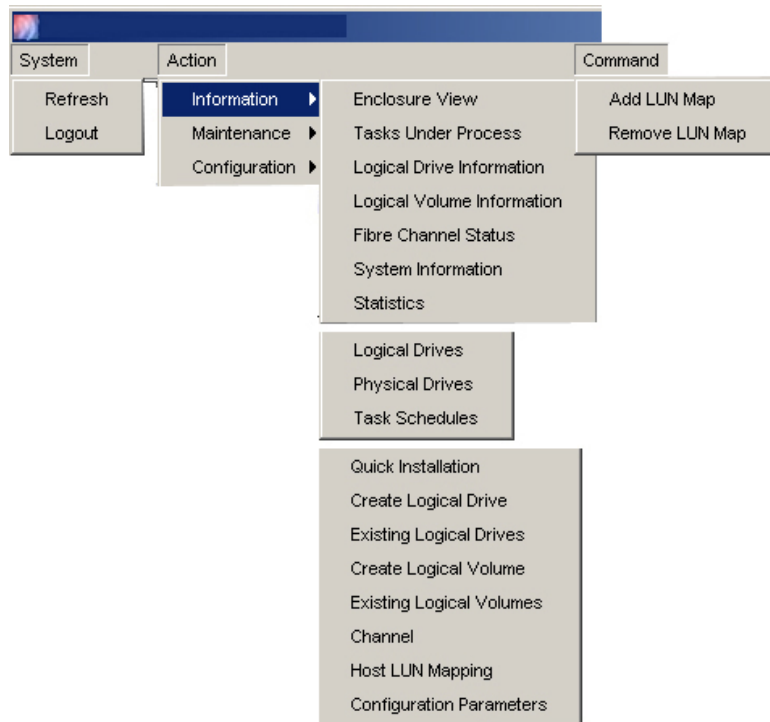 System
Action
Command
Refresh
Logout
Information
Maintenance
Configuration
Enclosure View
Tasks Under Process
Logical Drive Information
Logical Volume Information
Fibre Channel Status
System Information
Statistics
Add LUN Map
Remove LUN Map
Logical Drives
Physical Drives
Task Schedules
Quick Installation
Create Logical Drive
Existing Logical Drives
Create Logical Volume
Existing Logical Volumes
Channel
Host LUN Mapping
Configuration Parameters